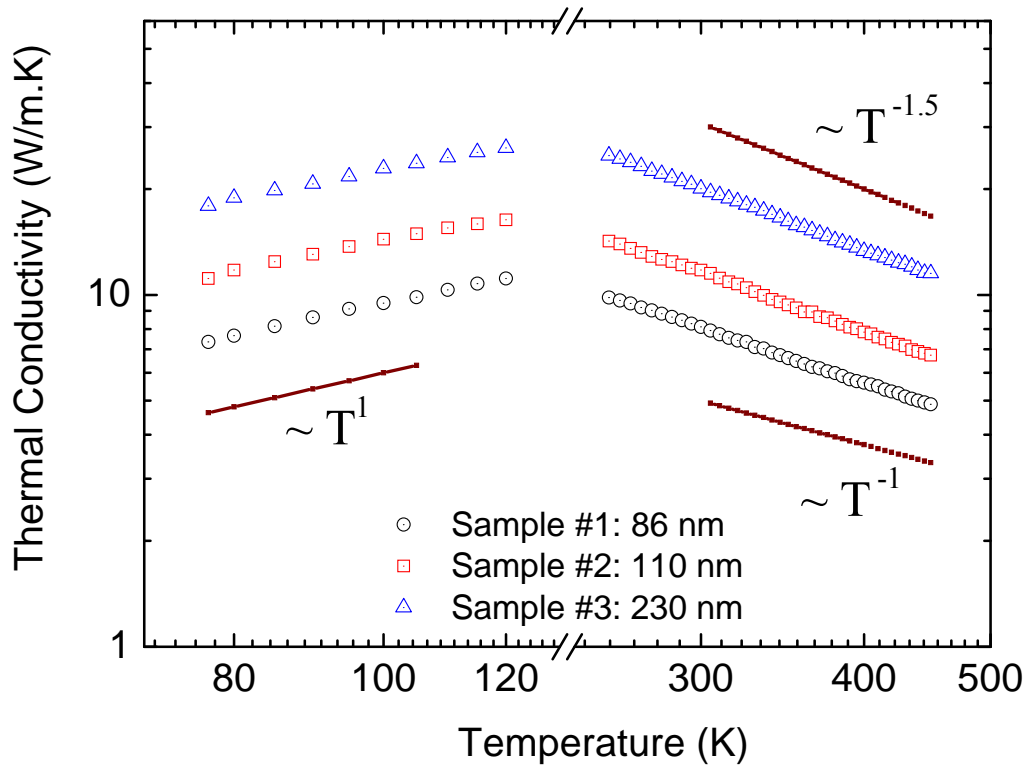 Thermal Conductivity (W/m.K)
10
1
~ T^-1.5
~ T^1
~ T^-1
Sample #1: 86 nm
Sample #2: 110 nm
Sample #3: 230 nm
80 100 120 300 400 500
Temperature (K)